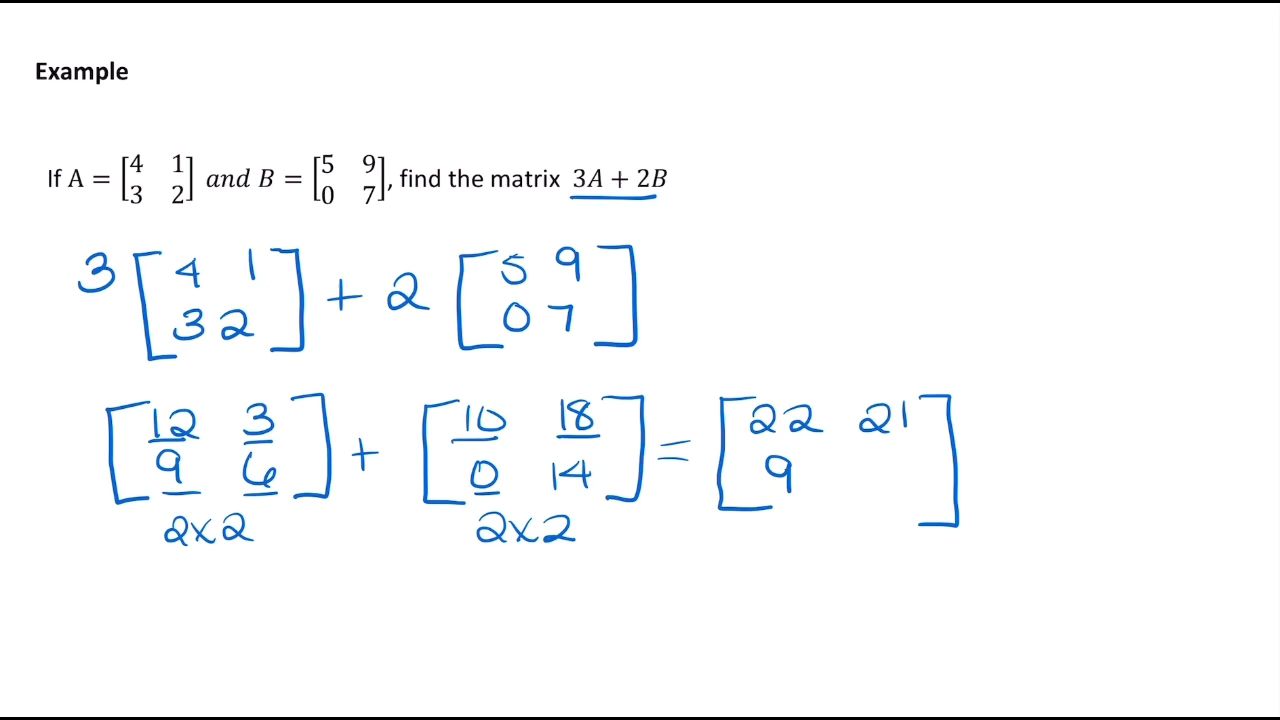 Example
If A = [4 1 3 2] and B = [5 9 0 7], find the matrix 3A + 2B
3 [4 1 3 2] + 2 [5 9 0 7]
[12 3 9 6] + [10 18 0 14] = [22 21 9 ]
2x2 2x2